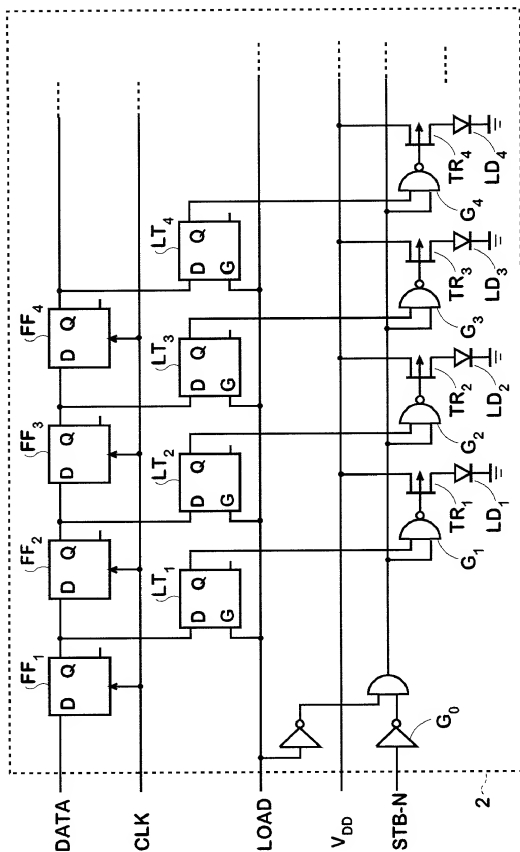 FF₁ FF₂ FF₃ FF₄
D Q D Q D Q D Q
DATA
CLK
LT₁ LT₂ LT₃ LT₄
D Q D Q D Q D Q
G G G G
LOAD
V_DD
STB-N
G₀
G₁ G₂ G₃ G₄
TR₁ TR₂ TR₃ TR₄
LD₁ LD₂ LD₃ LD₄
2